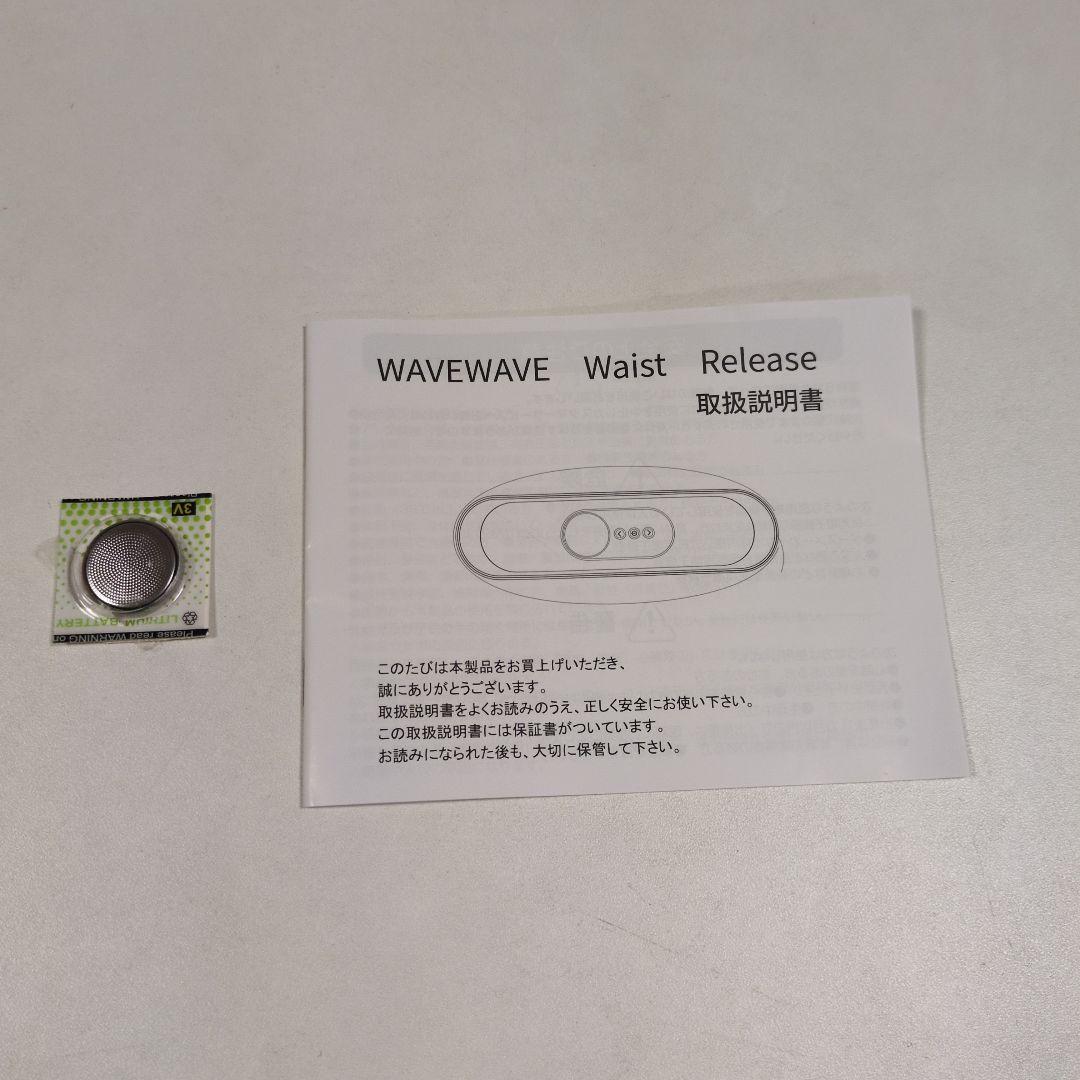 WAVEWAVE Waist Release
取扱説明書
このたびは本製品をお買上げいただき、
誠にありがとうございます。
取扱説明書をよくお読みのうえ、正しく安全にお使い下さい。
この取扱説明書には保証書がついています。
お読みになられた後も、大切に保管して下さい。
3V
LITHIUM BATTERY
Please read WARNING on